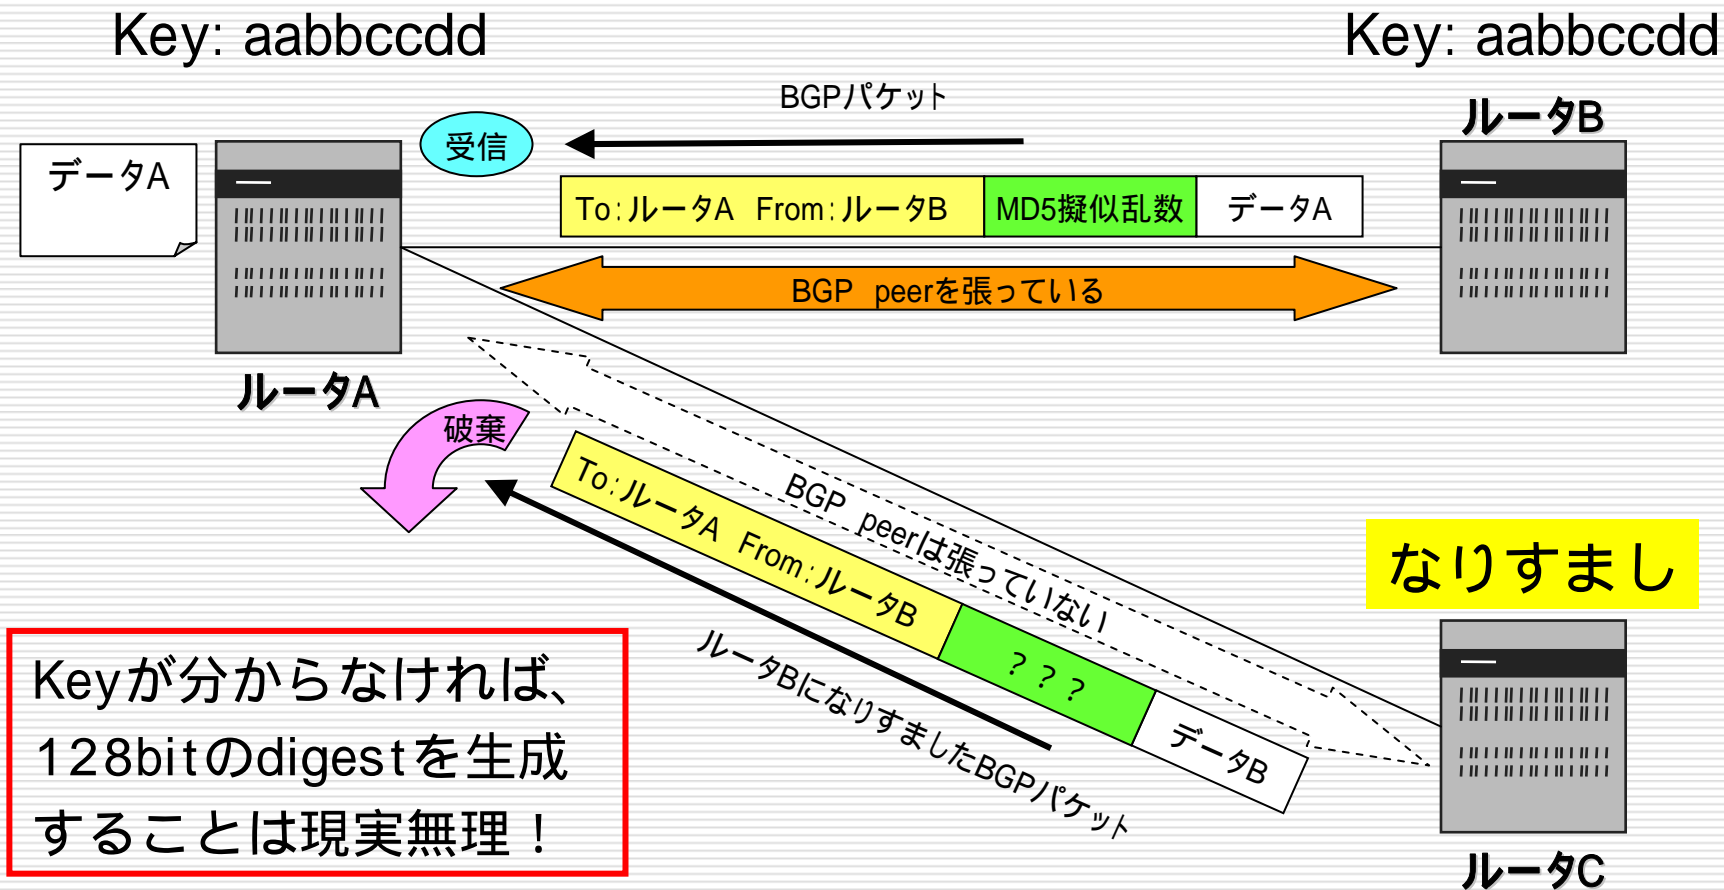 Key: aabbccdd
Key: aabbccdd
BGPパケット
ルータB
受信
データA
To:ルータA From:ルータB
MD5擬似乱数
データA
BGP peerを張っている
ルータA
破棄
BGP peerは張っていない
To:ルータA From:ルータB
???
データB
ルータBになりすましたBGPパケット
なりすまし
Keyが分からなければ、
128bitのdigestを生成
することは現実無理!
ルータC